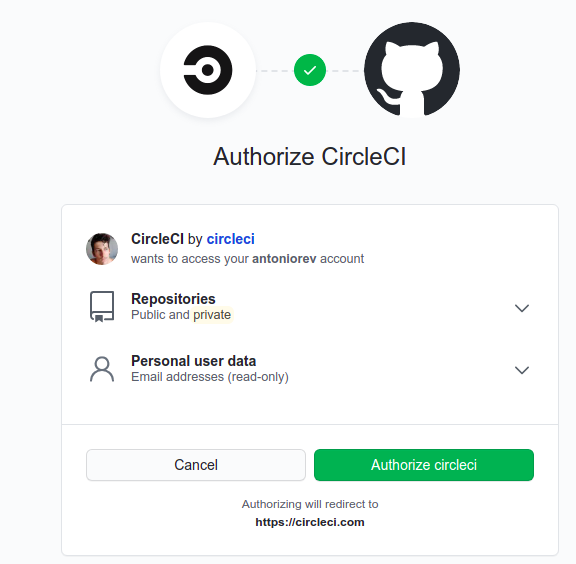 Authorize CircleCI
CircleCI by circleci
wants to access your antoniorev account
Repositories
Public and private
Personal user data
Email addresses (read-only)
Cancel
Authorize circleci
Authorizing will redirect to
https://circleci.com